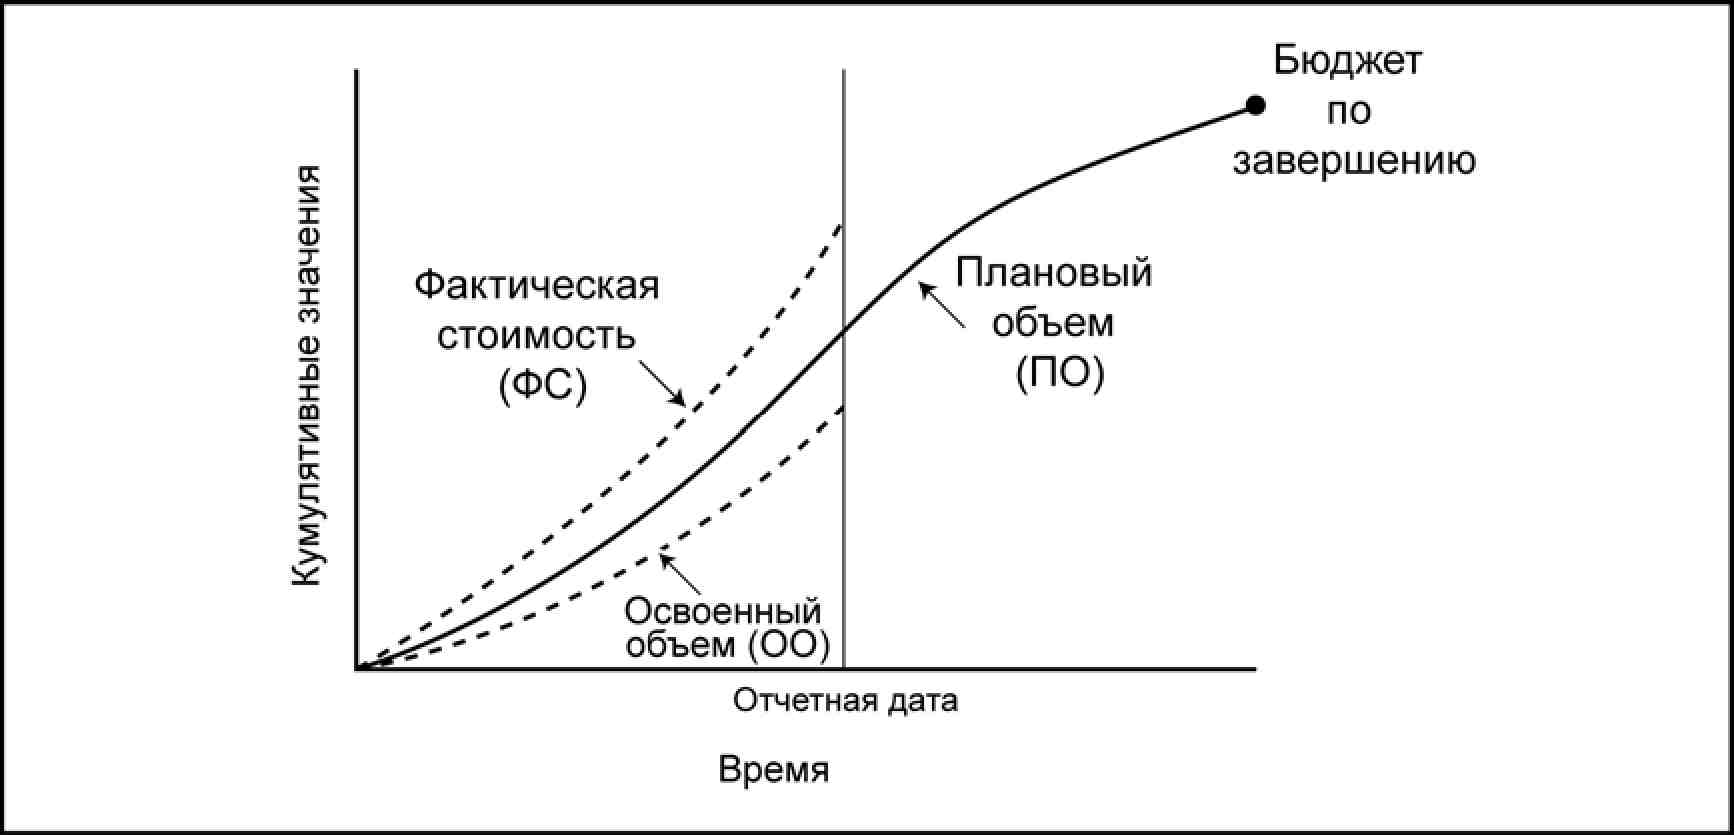 Бюджет
по
завершению
Фактическая
стоимость
(ФС)
Плановый
объем
(ПО)
Кумулятивные значения
Освоенный
объем (ОО)
Отчетная дата
Время